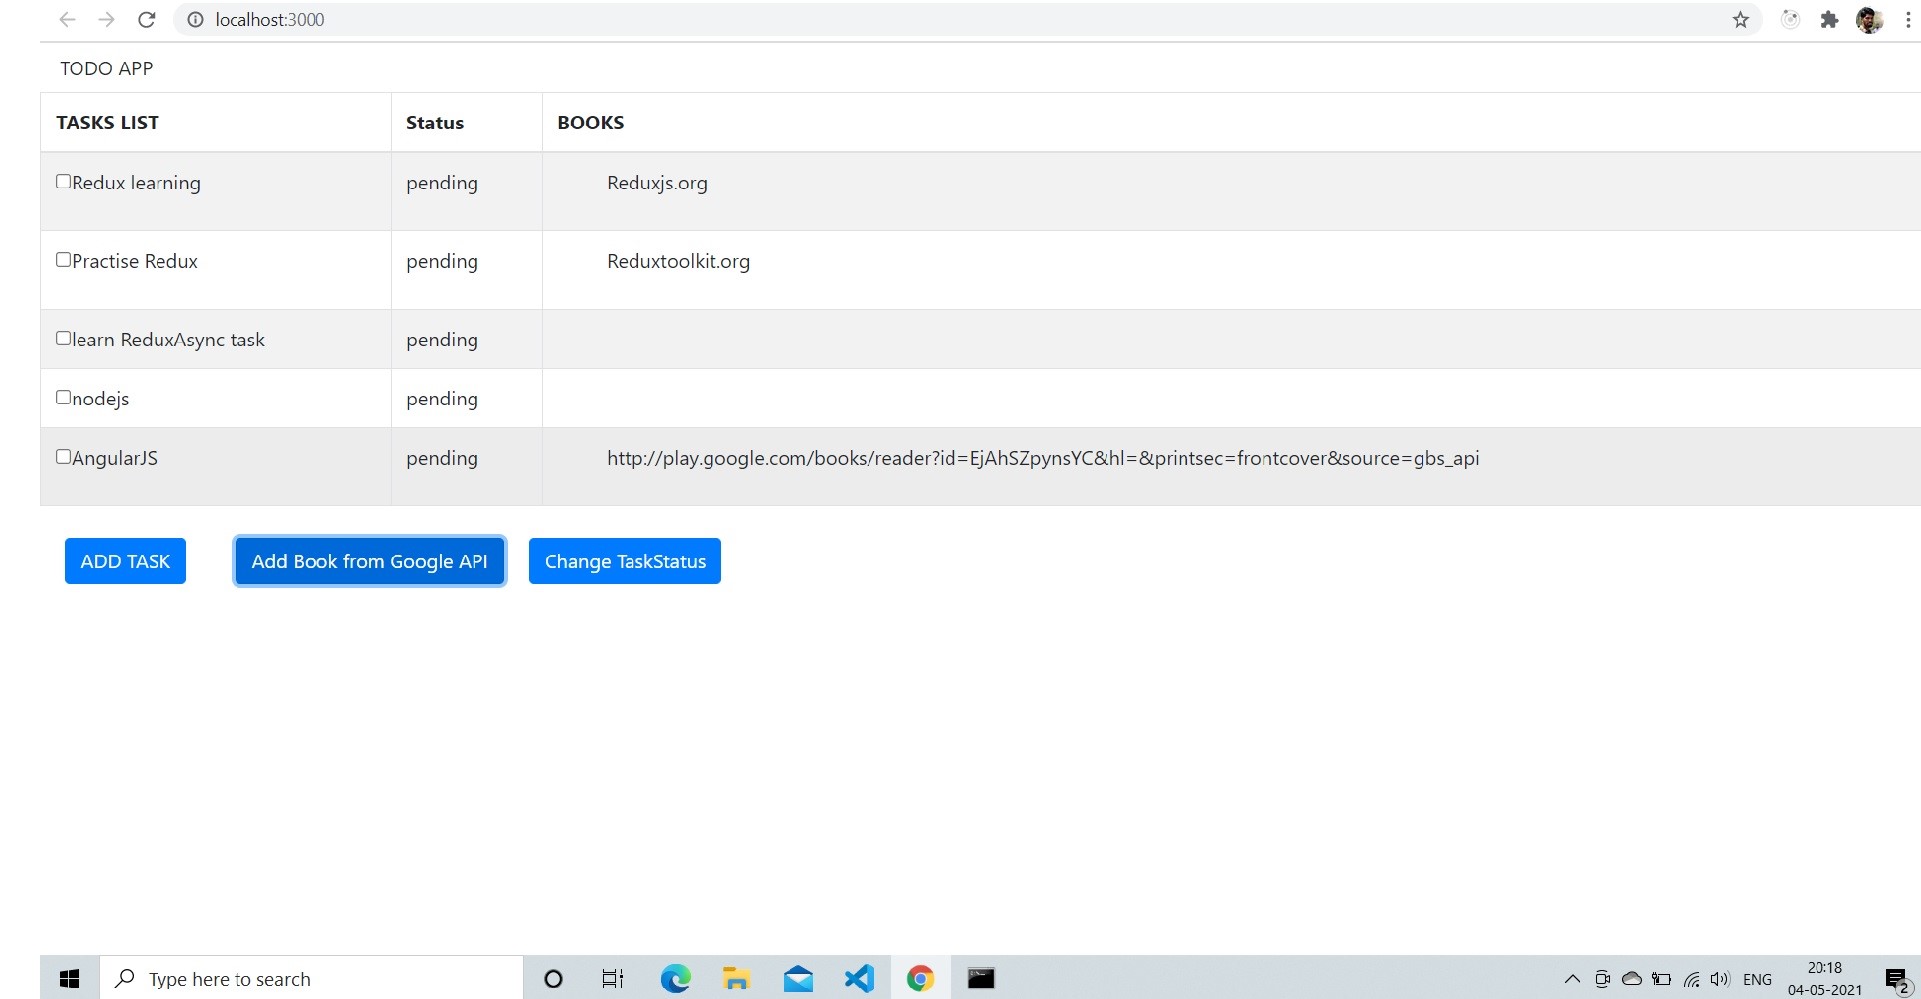 localhost:3000
TODO APP
TASKS LIST Status BOOKS
Redux learning pending Reduxjs.org
Practise Redux pending Reduxtoolkit.org
learn ReduxAsync task pending
nodejs pending
AngularJS pending http://play.google.com/books/reader?id=EjAhSZpynsYC&hl=&printsec=frontcover&source=gbs_api
ADD TASK Add Book from Google API Change TaskStatus
Type here to search ENG 20:18
04-05-2021 2